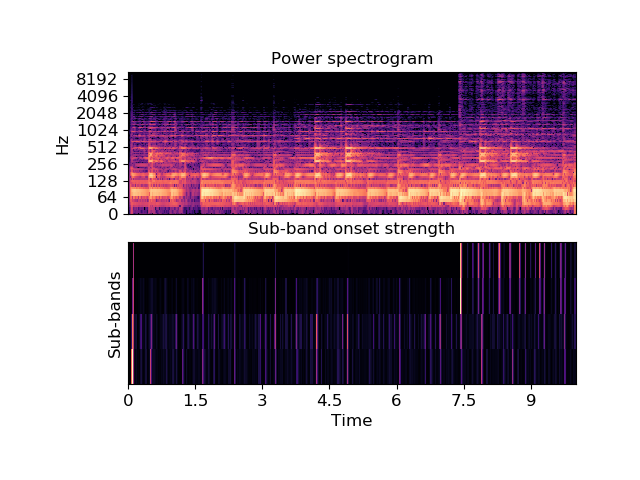 Power spectrogram
8192
4096
2048
1024
512
256
128
64
0
Hz
Sub-band onset strength
Sub-bands
0 1.5 3 4.5 6 7.5 9
Time